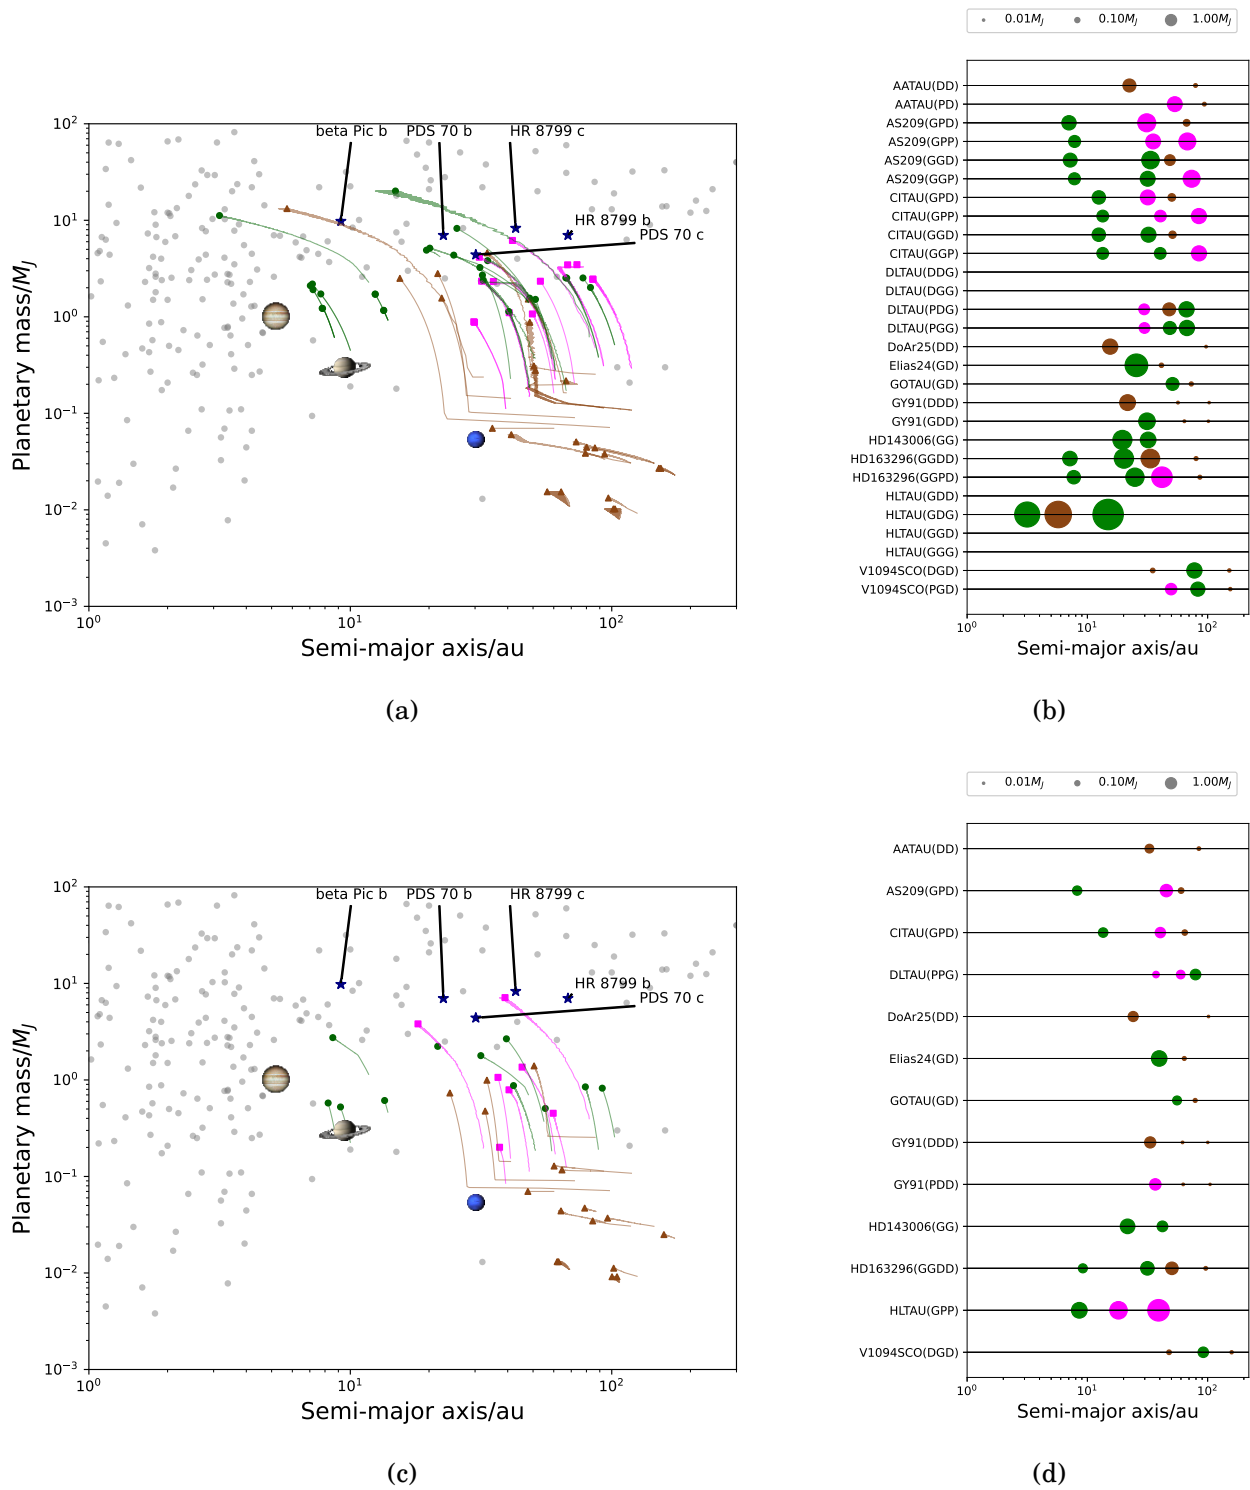 0.01M_J 0.10M_J 1.00M_J
beta Pic b PDS 70 b HR 8799 c
HR 8799 b
PDS 70 c
10^2
10^1
10^0
10^-1
10^-2
10^-3
Planetary mass/M_J
10^0 10^1 10^2
Semi-major axis/au
(a)
AATAU(DD)
AATAU(PD)
AS209(GPD)
AS209(GPP)
AS209(GGD)
AS209(GGP)
CITAU(GPD)
CITAU(GPP)
CITAU(GGD)
CITAU(GGP)
DLTAU(DDG)
DLTAU(DGG)
DLTAU(PDG)
DLTAU(PGG)
DoAr25(DD)
Elias24(GD)
GOTAU(GD)
GY91(DDD)
GY91(GDD)
HD143006(GG)
HD163296(GGDD)
HD163296(GGPD)
HLTAU(GDD)
HLTAU(GDG)
HLTAU(GGD)
HLTAU(GGG)
V1094SCO(DGD)
V1094SCO(PGD)
10^0 10^1 10^2
Semi-major axis/au
(b)
0.01M_J 0.10M_J 1.00M_J
beta Pic b PDS 70 b HR 8799 c
HR 8799 b
PDS 70 c
10^2
10^1
10^0
10^-1
10^-2
10^-3
Planetary mass/M_J
10^0 10^1 10^2
Semi-major axis/au
(c)
AATAU(DD)
AS209(GPD)
CITAU(GPD)
DLTAU(PPG)
DoAr25(DD)
Elias24(GD)
GOTAU(GD)
GY91(DDD)
GY91(PDD)
HD143006(GG)
HD163296(GGDD)
HLTAU(GPP)
V1094SCO(DGD)
10^0 10^1 10^2
Semi-major axis/au
(d)